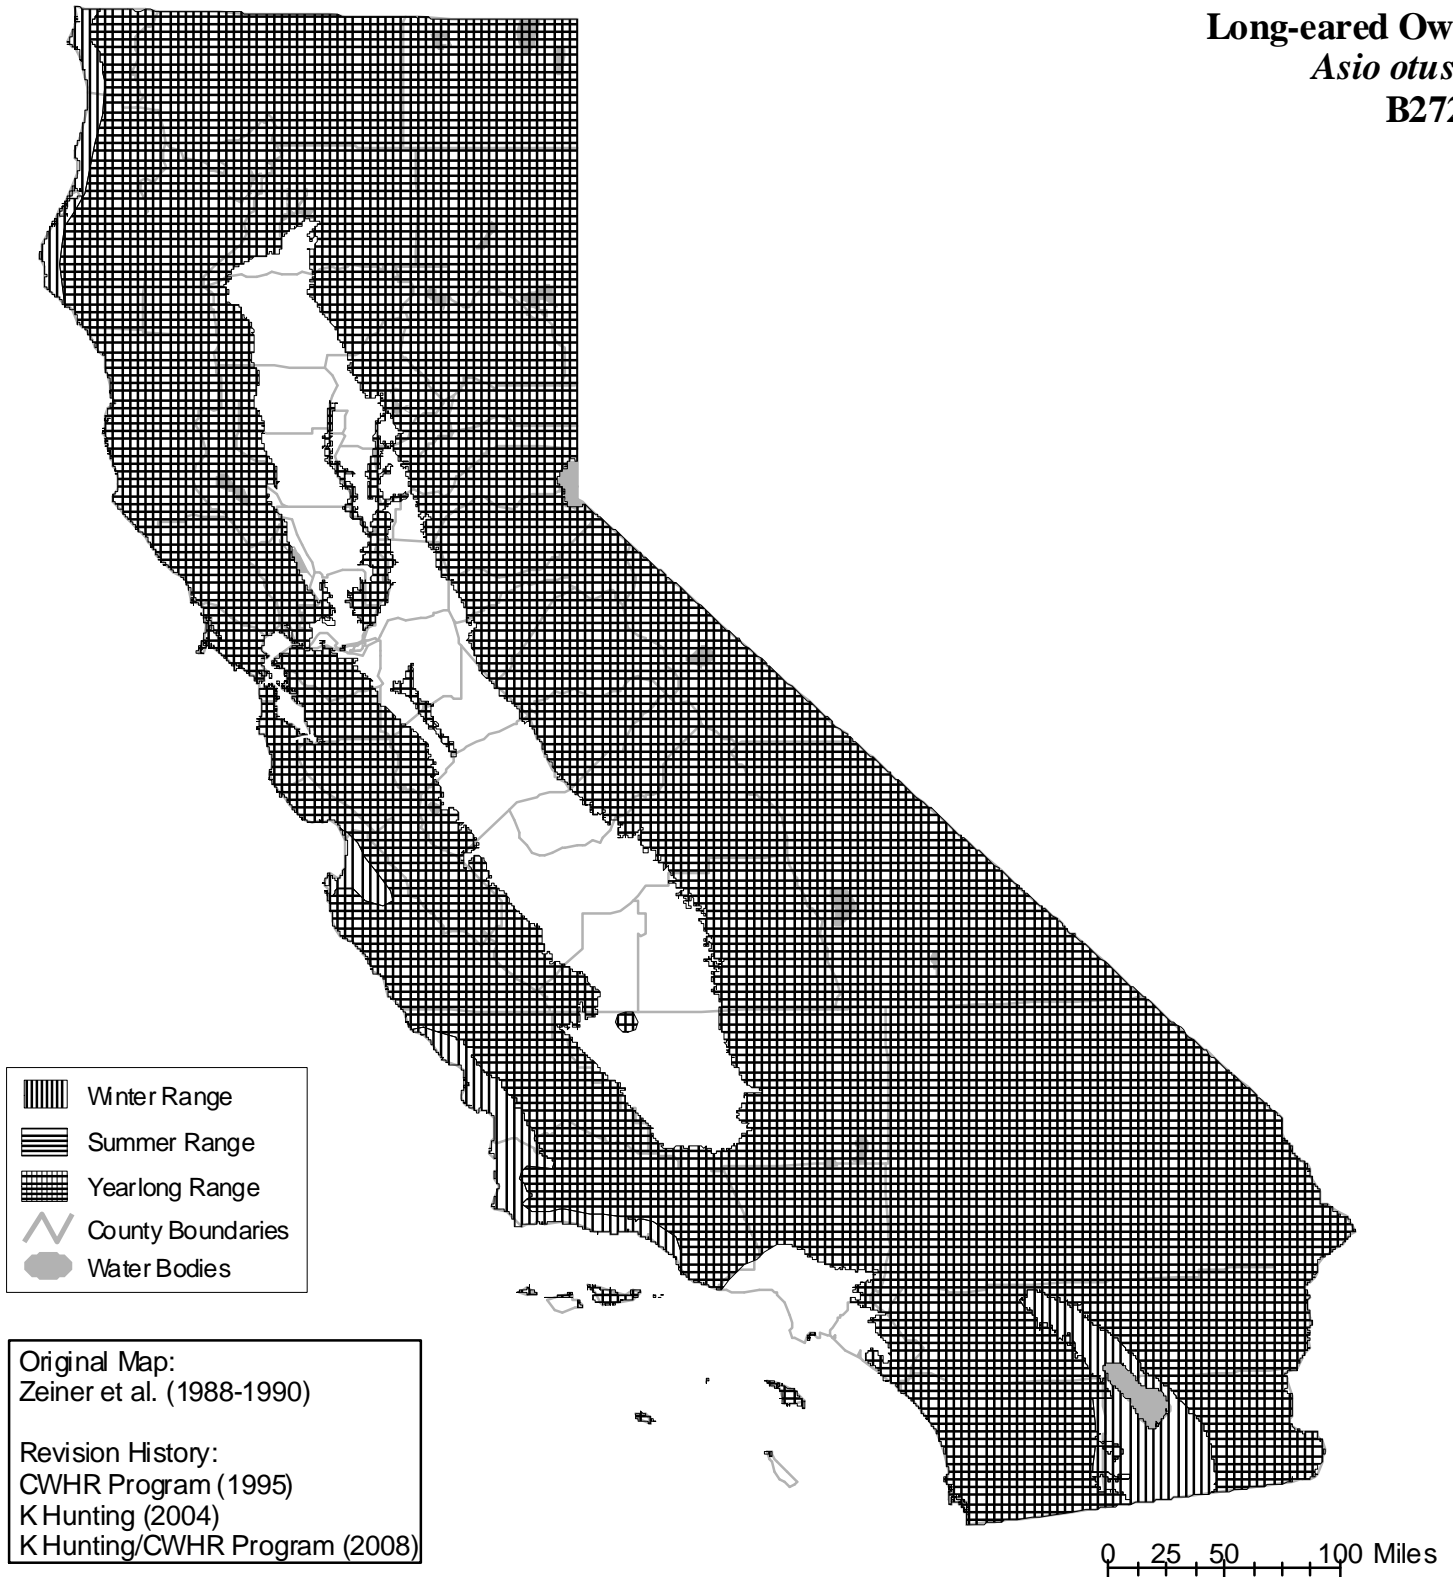 Long-eared Ow
Asio otus
B272
Winter Range
Summer Range
Yearlong Range
County Boundaries
Water Bodies
Original Map:
Zeiner et al. (1988-1990)
Revision History:
CWHR Program (1995)
K Hunting (2004)
K Hunting/CWHR Program (2008)
0 25 50 100 Miles